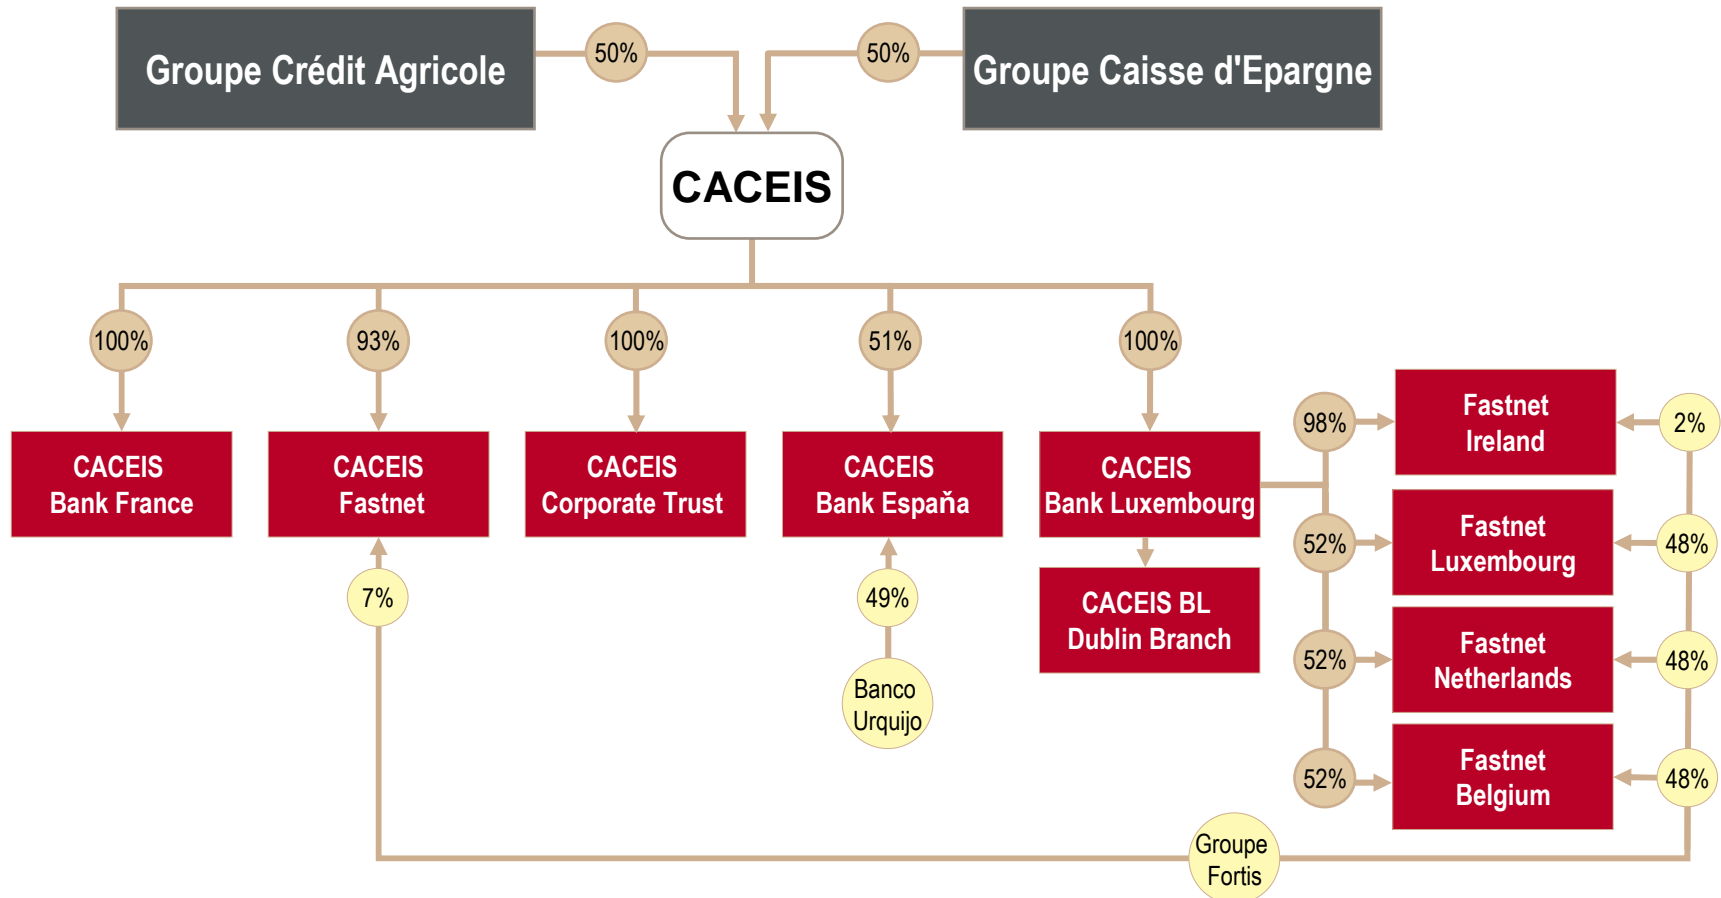 Groupe Crédit Agricole
50%
50%
Groupe Caisse d'Epargne
CACEIS
100%
93%
100%
51%
100%
CACEIS
Bank France
CACEIS
Fastnet
CACEIS
Corporate Trust
CACEIS
Bank Espaňa
CACEIS
Bank Luxembourg
98%
Fastnet
Ireland
2%
52%
Fastnet
Luxembourg
48%
7%
49%
CACEIS BL
Dublin Branch
52%
Fastnet
Netherlands
48%
Banco
Urquijo
52%
Fastnet
Belgium
48%
Groupe
Fortis